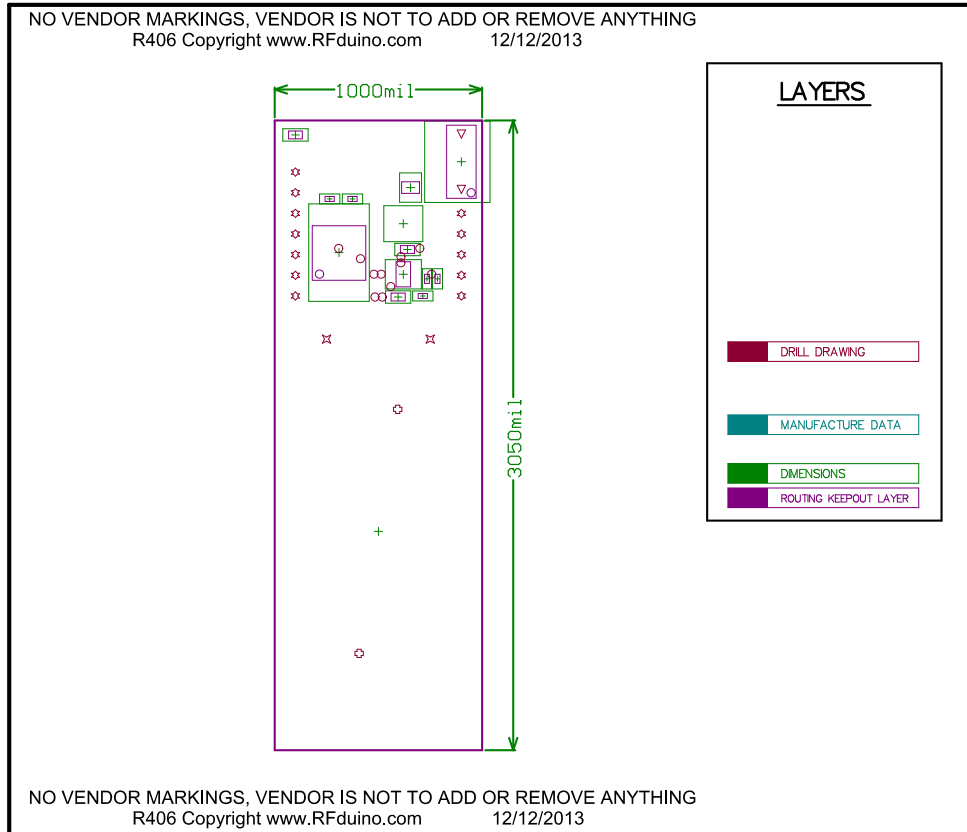 NO VENDOR MARKINGS, VENDOR IS NOT TO ADD OR REMOVE ANYTHING
R406 Copyright www.RFduino.com 12/12/2013
1000mil
LAYERS
DRILL DRAWING
3050mil
MANUFACTURE DATA
DIMENSIONS
ROUTING KEEPOUT LAYER
NO VENDOR MARKINGS, VENDOR IS NOT TO ADD OR REMOVE ANYTHING
R406 Copyright www.RFduino.com 12/12/2013